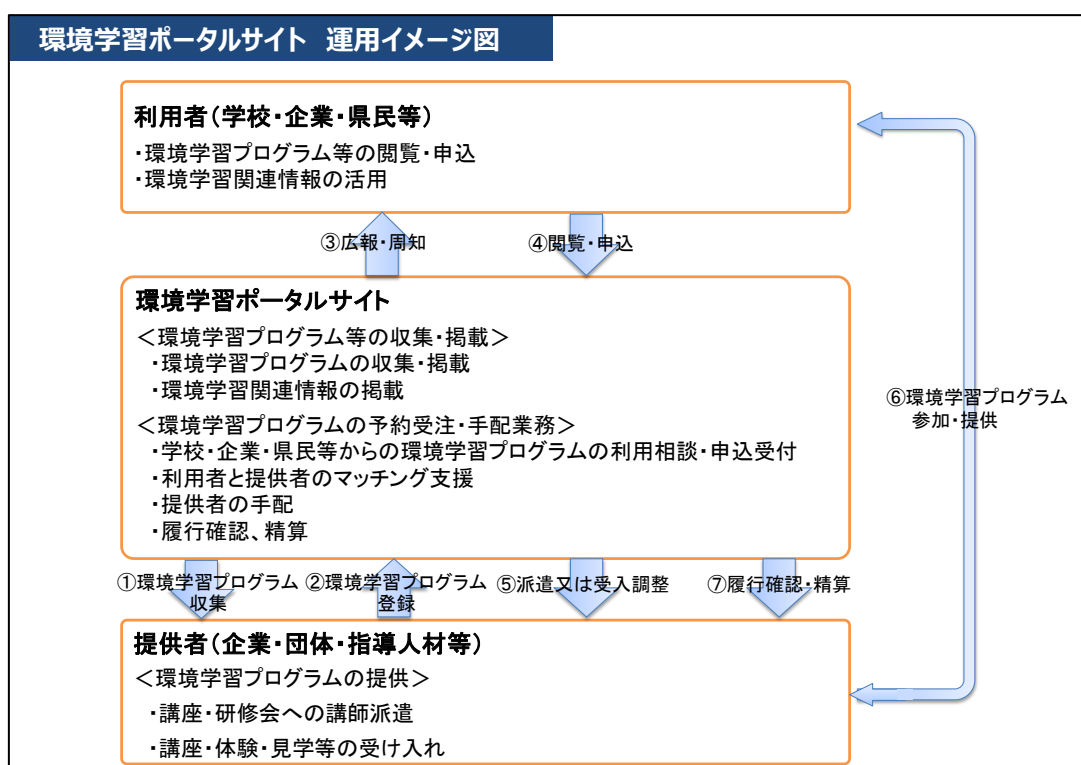 環境学習ポータルサイト 運用イメージ図
利用者(学校・企業・県民等)
・環境学習プログラム等の閲覧・申込
・環境学習関連情報の活用
③広報・周知
④閲覧・申込
環境学習ポータルサイト
＜環境学習プログラム等の収集・掲載＞
・環境学習プログラムの収集・掲載
・環境学習関連情報の掲載
＜環境学習プログラムの予約受注・手配業務＞
・学校・企業・県民等からの環境学習プログラムの利用相談・申込受付
・利用者と提供者のマッチング支援
・提供者の手配
・履行確認、精算
⑥環境学習プログラム
参加・提供
①環境学習プログラム
収集
②環境学習プログラム
登録
⑤派遣又は受入調整
⑦履行確認・精算
提供者(企業・団体・指導人材等)
＜環境学習プログラムの提供＞
・講座・研修会への講師派遣
・講座・体験・見学等の受け入れ